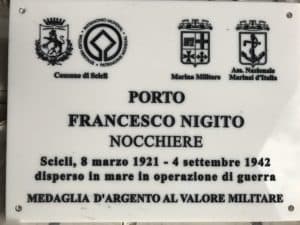 Comune di Scicli
Marina Militare
Ass. Nazionale
Marinai d'Italia
PORTO
FRANCESCO NIGITO
NOCCHIERE
Scicli, 8 marzo 1921 - 4 settembre 1942
disperso in mare in operazione di guerra
MEDAGLIA D'ARGENTO AL VALORE MILITARE